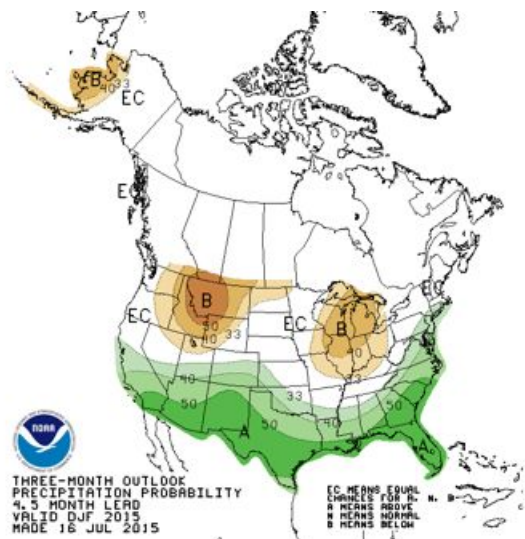 B
40 33
EC
EC
B
EC
50
40 33
EC
B
40
33
EC
40
50
33
50
40
50
A
A
NOAA
THREE-MONTH OUTLOOK
PRECIPITATION PROBABILITY
4.5 MONTH LEAD
VALID DJF 2015
MADE 16 JUL 2015
EC MEANS EQUAL
CHANCES FOR A, N, B
A MEANS ABOVE
N MEANS NORMAL
B MEANS BELOW